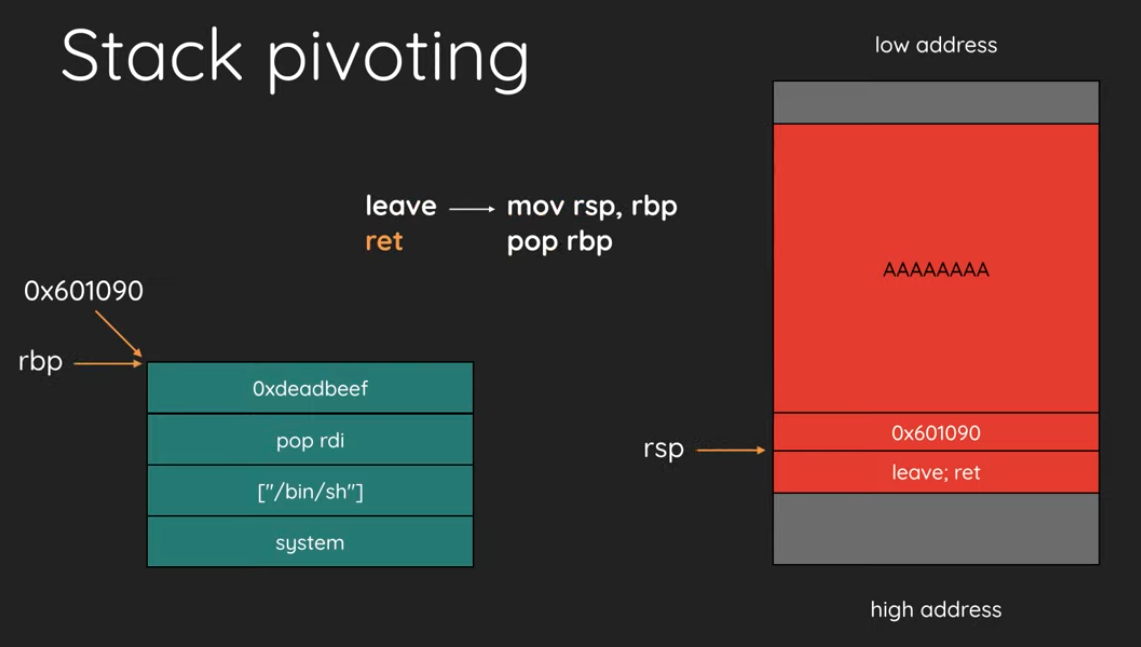 Stack pivoting
low address
leave mov rsp, rbp
ret pop rbp
AAAAAAAA
0x601090
rbp
0xdeadbeef
pop rdi
["/bin/sh"]
system
rsp
0x601090
leave; ret
high address